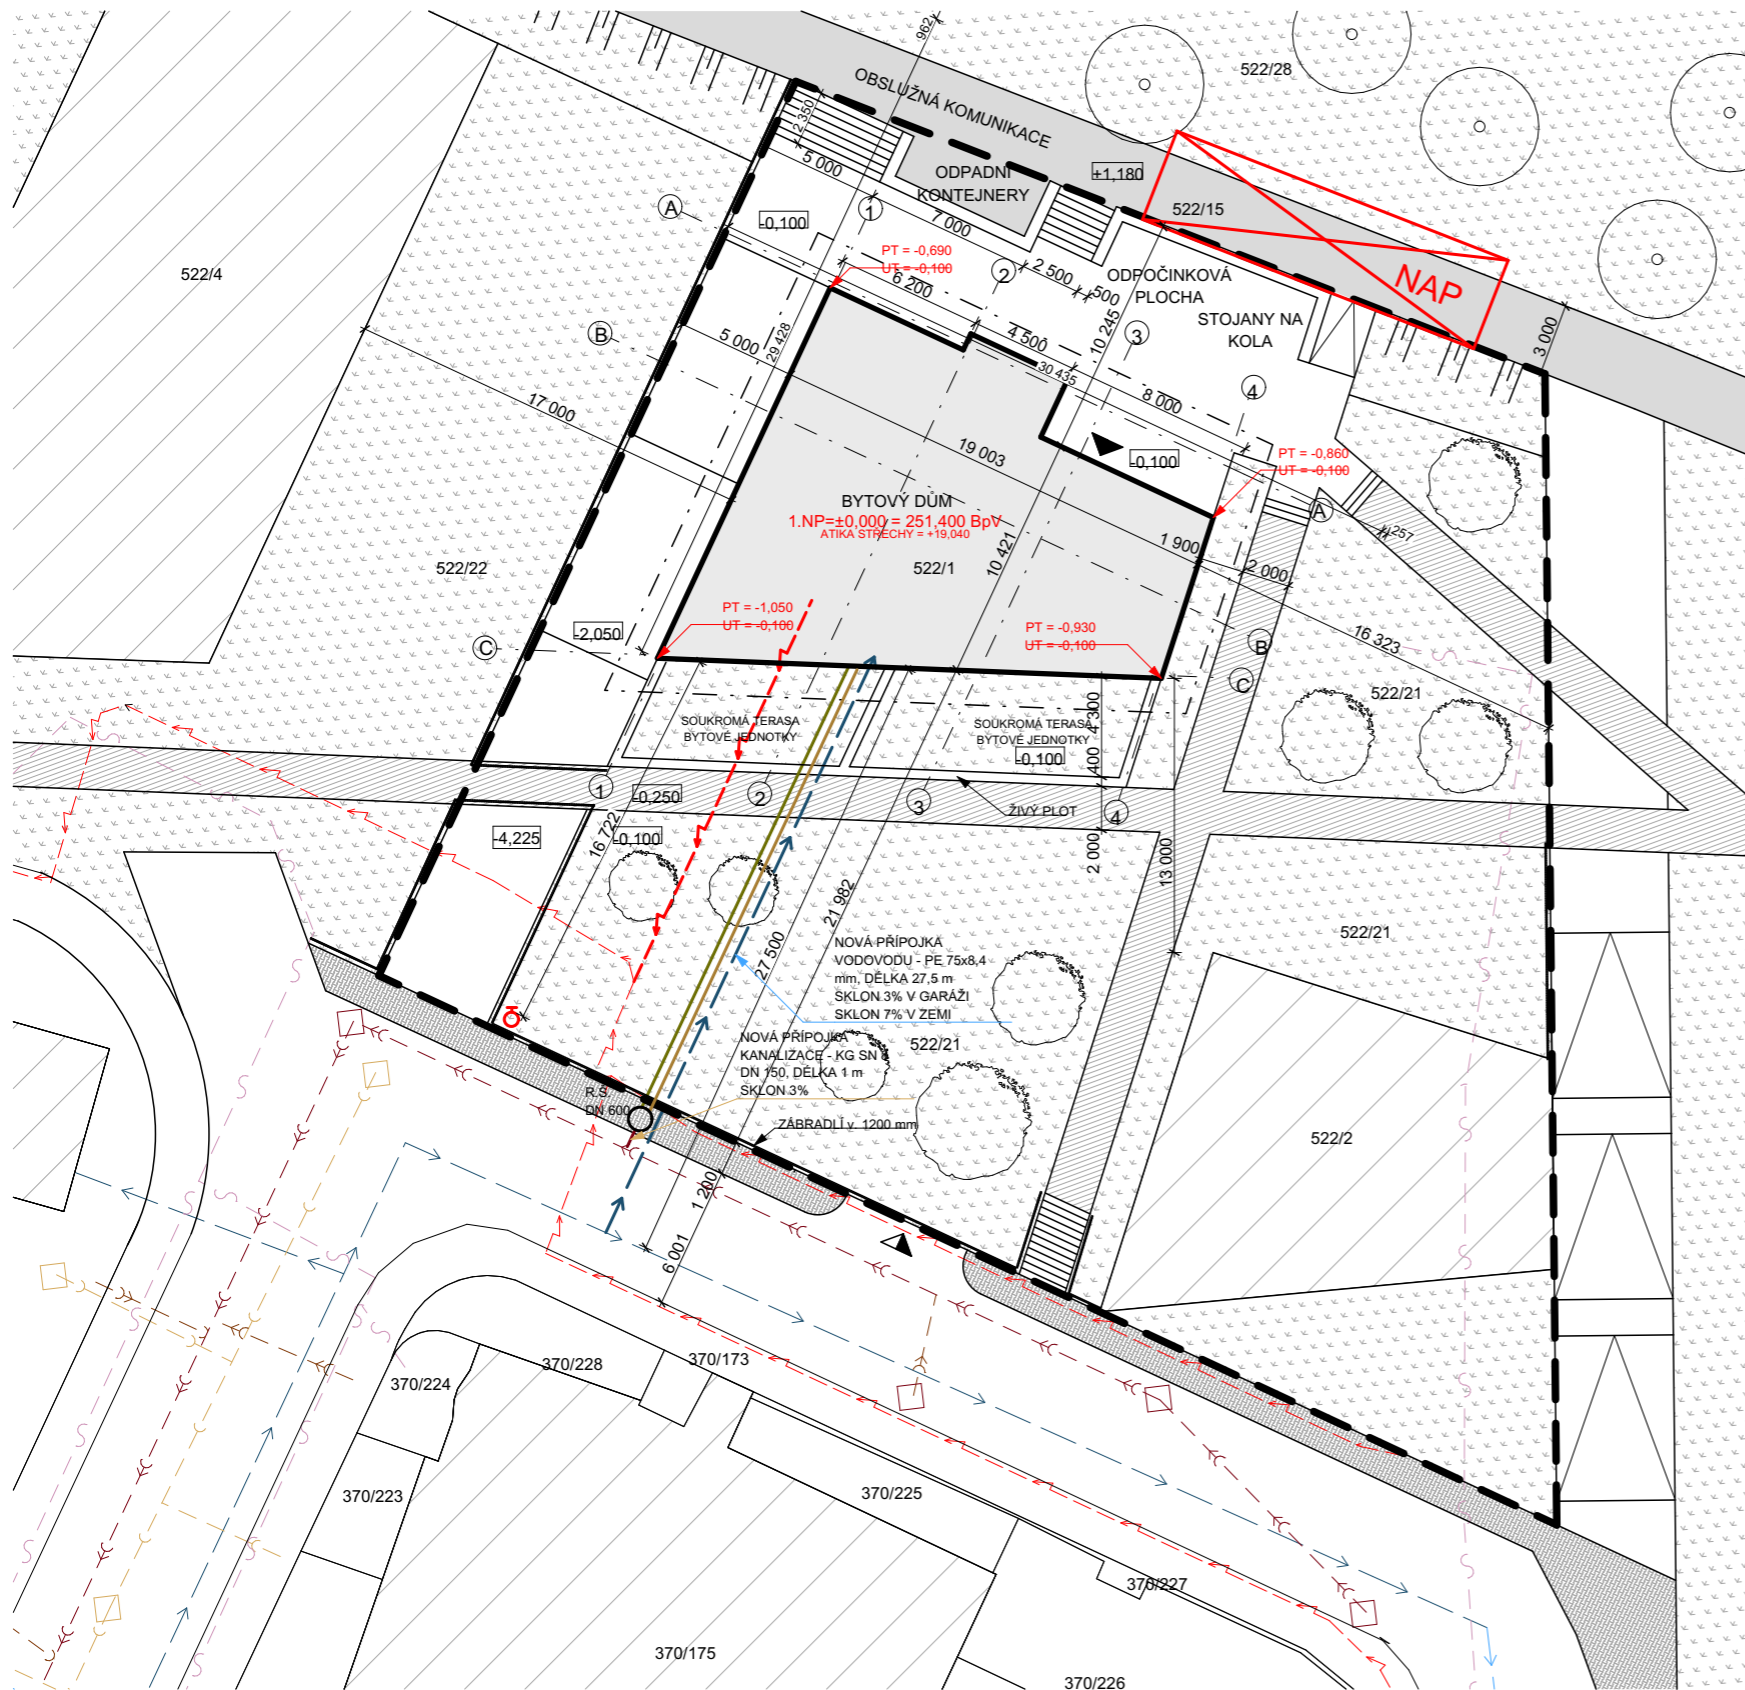 962
522/28
OBSLUŽNÁ KOMUNIKACE
2 350
5 000
ODPADNÍ
KONTEJNERY
±1,180
522/15
A
-0,100
1
7 000
522/4
PT = -0,690
UT = -0,100
6 200
2
2 500
500
ODPOČINKOVÁ
PLOCHA
NAP
STOJANY NA
KOLA
3 000
B
5 000
29 428
4 500
10 245
3
30 435
8 000
4
17 000
19 003
-0,100
PT = -0,860
UT = -0,100
BYTOVÝ DŮM
1.NP=±0,000 = 251,400 BpV
ATIKA STŘECHY = +19,040
A
257
522/22
522/1
10 421
1 900
2 000
PT = -1,050
UT = -0,100
PT = -0,930
UT = -0,100
-2,050
C
B
16 323
C
522/21
SOUKROMÁ TERASA
BYTOVÉ JEDNOTKY
SOUKROMÁ TERASA
BYTOVÉ JEDNOTKY
-0,100
4 300
400
1
-0,250
2
3
ŽIVÝ PLOT
4
-4,225
16 722
-0,100
2 000
13 000
21 982
27 500
522/21
NOVÁ PŘÍPOJKA
VODOVODU - PE 75x8,4
mm, DÉLKA 27,5 m
SKLON 3% V GARÁŽI
SKLON 7% V ZEMI
NOVÁ PŘÍPOJKA
KANALIZACE - KG SN
DN 150, DÉLKA 1 m
SKLON 3%
522/21
R.Š.
DN 600
ZÁBRADLÍ v. 1200 mm
522/2
1 200
6 001
370/228
370/173
370/224
370/223
370/225
370/227
370/175
370/226